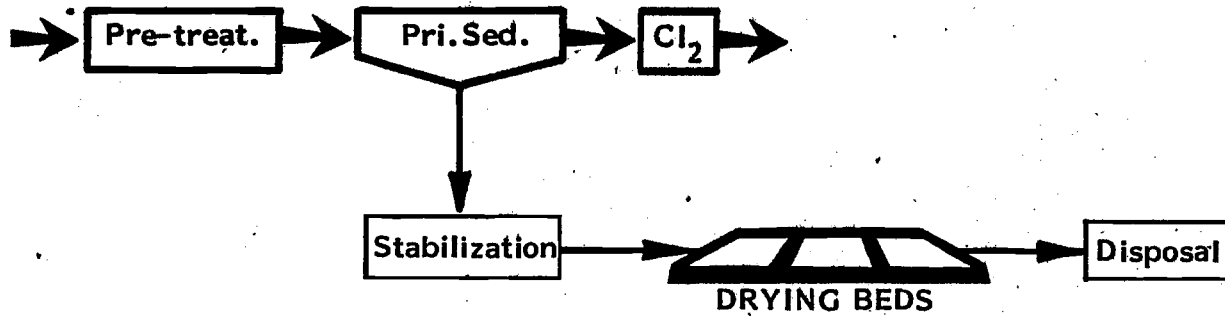 Pre-treat.
Pri. Sed.
Cl₂
Stabilization
DRYING BEDS
Disposal